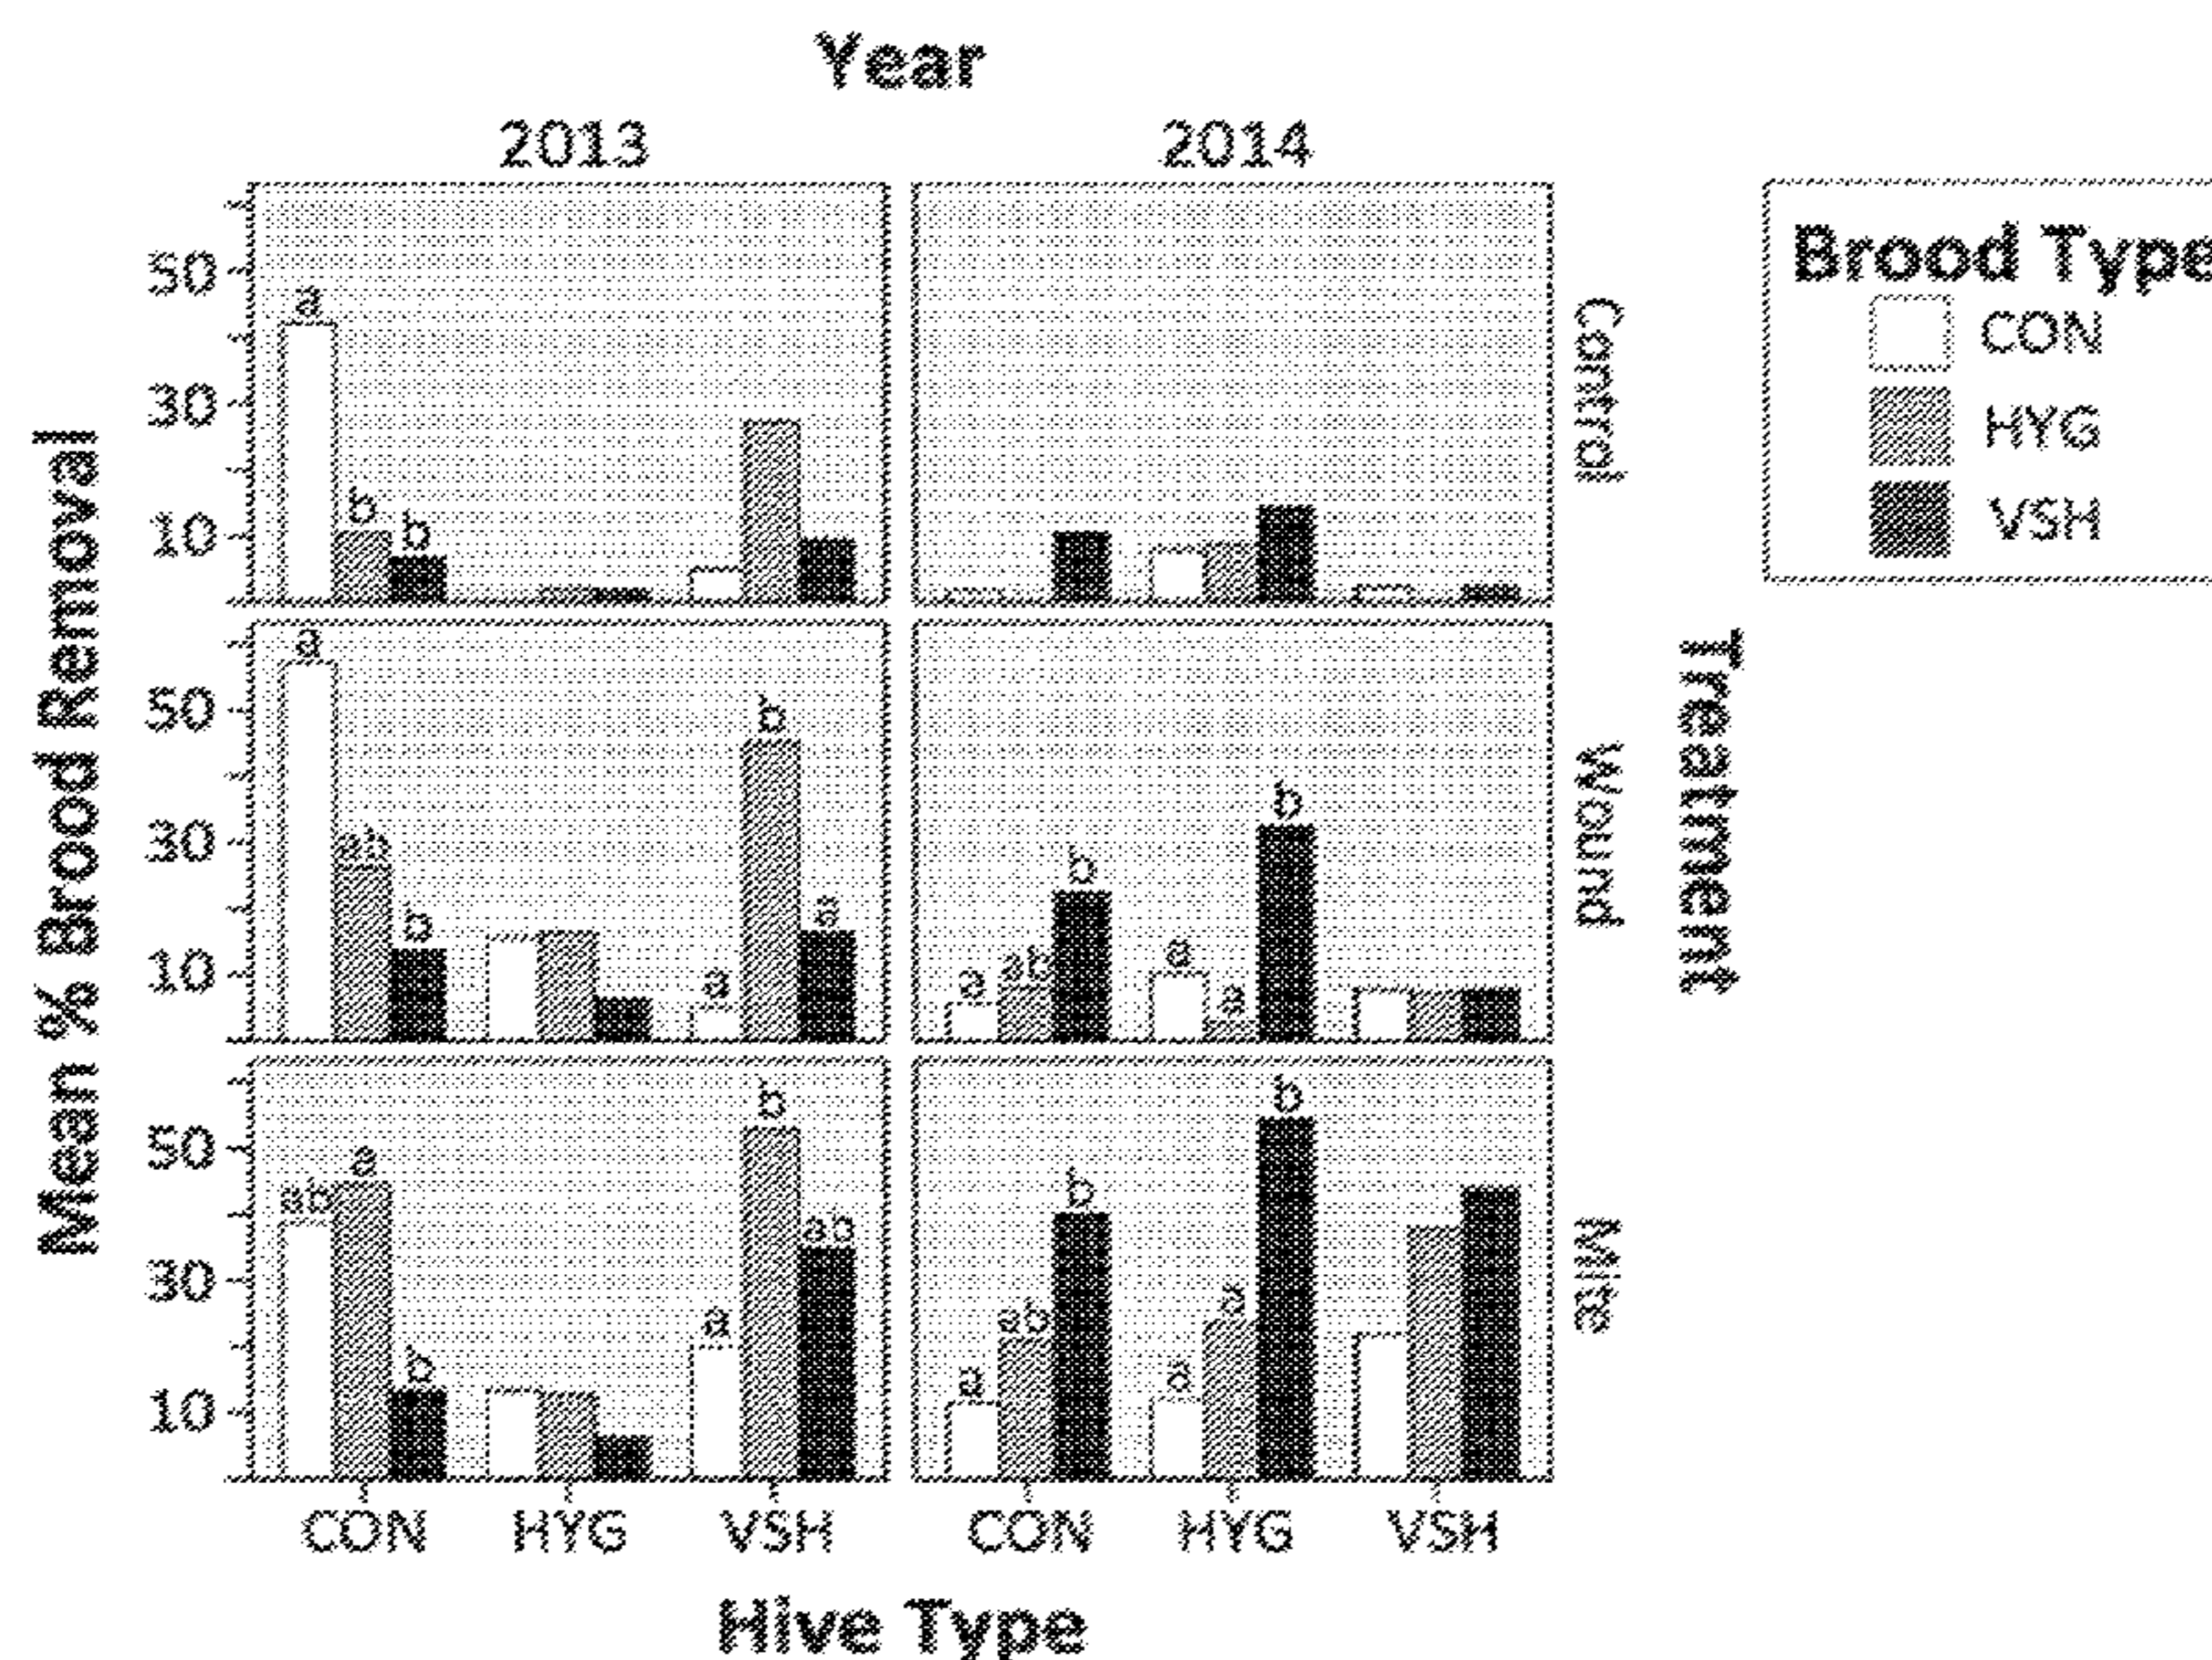 Year
2013 2014
Mean % Brood Removal
50
30
10
a
b
b
Control
50
30
10
a
ab
b
a
b
a
a
ab
b
a
a
b
Wound
50
30
10
ab
a
b
a
b
ab
a
ab
b
a
a
b
Mite
CON HYG VSH CON HYG VSH
Hive Type
Treatment
Brood Type
CON
HYG
VSH